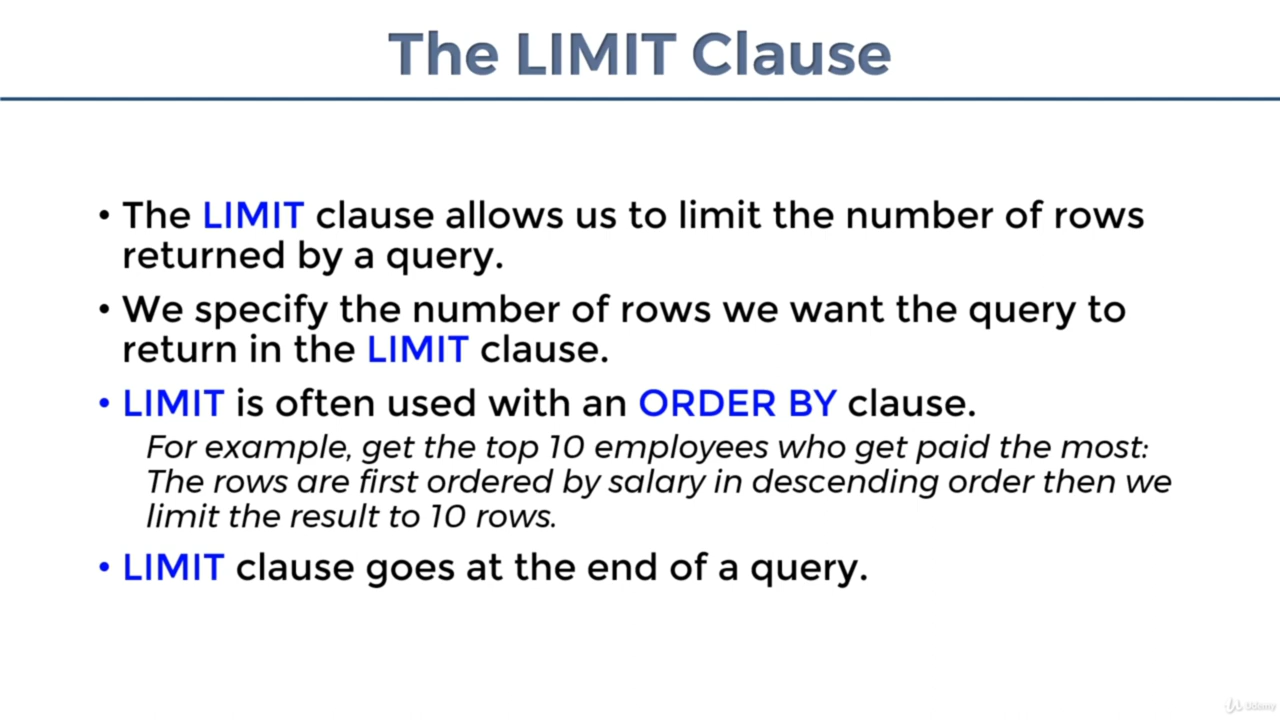 The LIMIT Clause
• The LIMIT clause allows us to limit the number of rows
returned by a query.
• We specify the number of rows we want the query to
return in the LIMIT clause.
• LIMIT is often used with an ORDER BY clause.
For example, get the top 10 employees who get paid the most:
The rows are first ordered by salary in descending order then we
limit the result to 10 rows.
• LIMIT clause goes at the end of a query.
Udemy